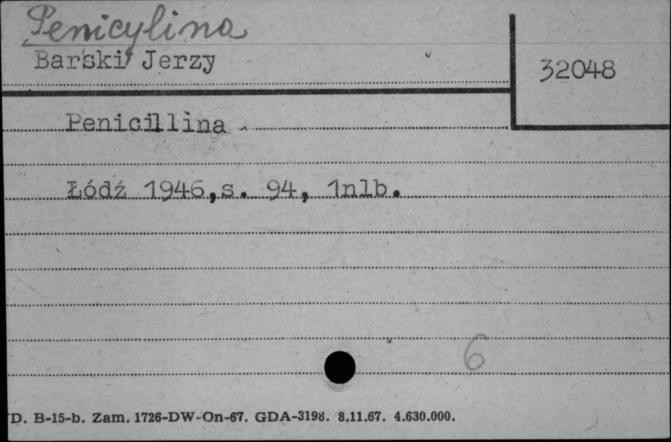 Penicylina
Barski Jerzy
32048
Penicillina
Łódź 1946,s. 94, 1nlb.
6
D. B-15-b. Zam. 1726-DW-On-67. GDA-3198. 8.11.67. 4.630.000.